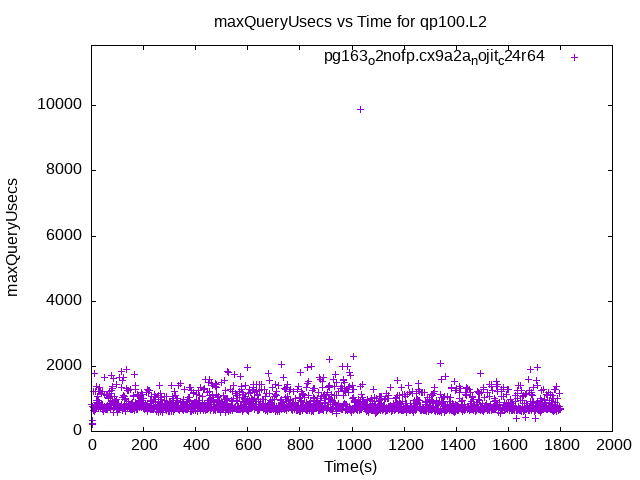 maxQueryUsecs vs Time for qp100.L2
pg163o2nofp.cx9a2anojitc24r64
10000
8000
6000
4000
2000
0
maxQueryUsecs
0 200 400 600 800 1000 1200 1400 1600 1800 2000
Time(s)